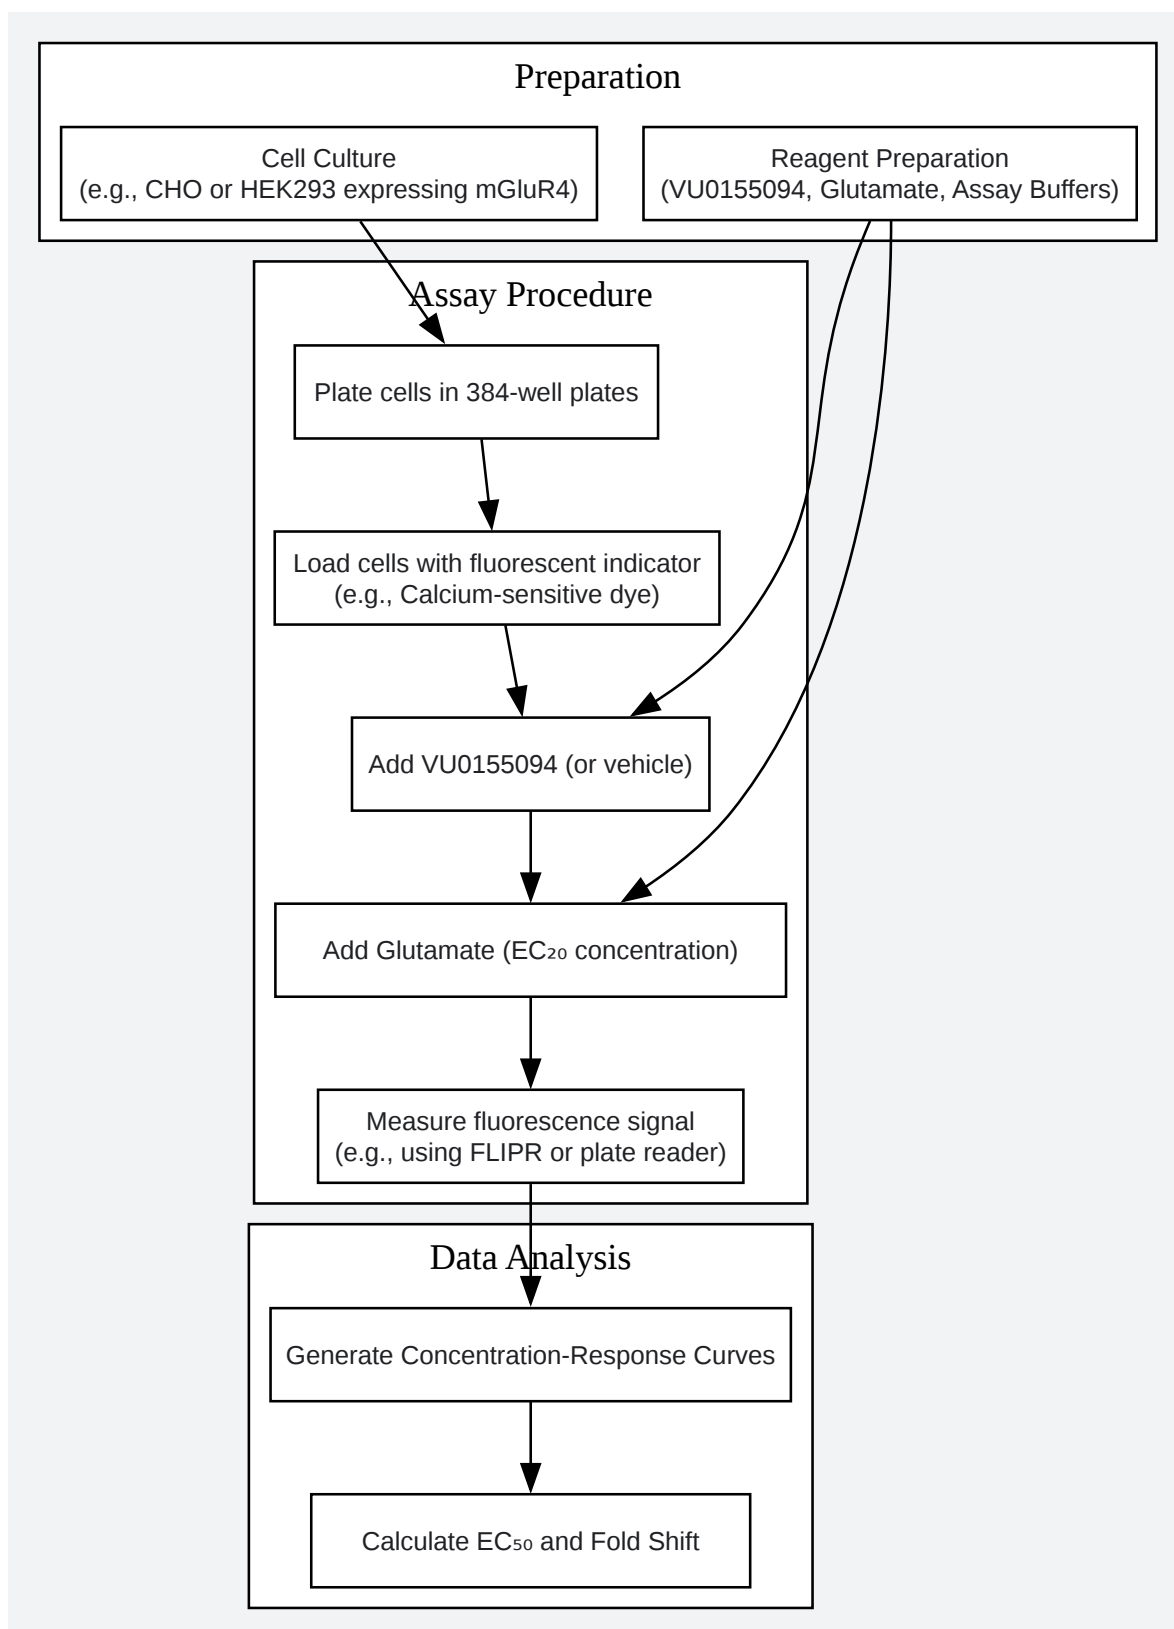 Preparation
Cell Culture
(e.g., CHO or HEK293 expressing mGluR4)
Reagent Preparation
(VU0155094, Glutamate, Assay Buffers)
Assay Procedure
Plate cells in 384-well plates
Load cells with fluorescent indicator
(e.g., Calcium-sensitive dye)
Add VU0155094 (or vehicle)
Add Glutamate (EC₂₀ concentration)
Measure fluorescence signal
(e.g., using FLIPR or plate reader)
Data Analysis
Generate Concentration-Response Curves
Calculate EC₅₀ and Fold Shift